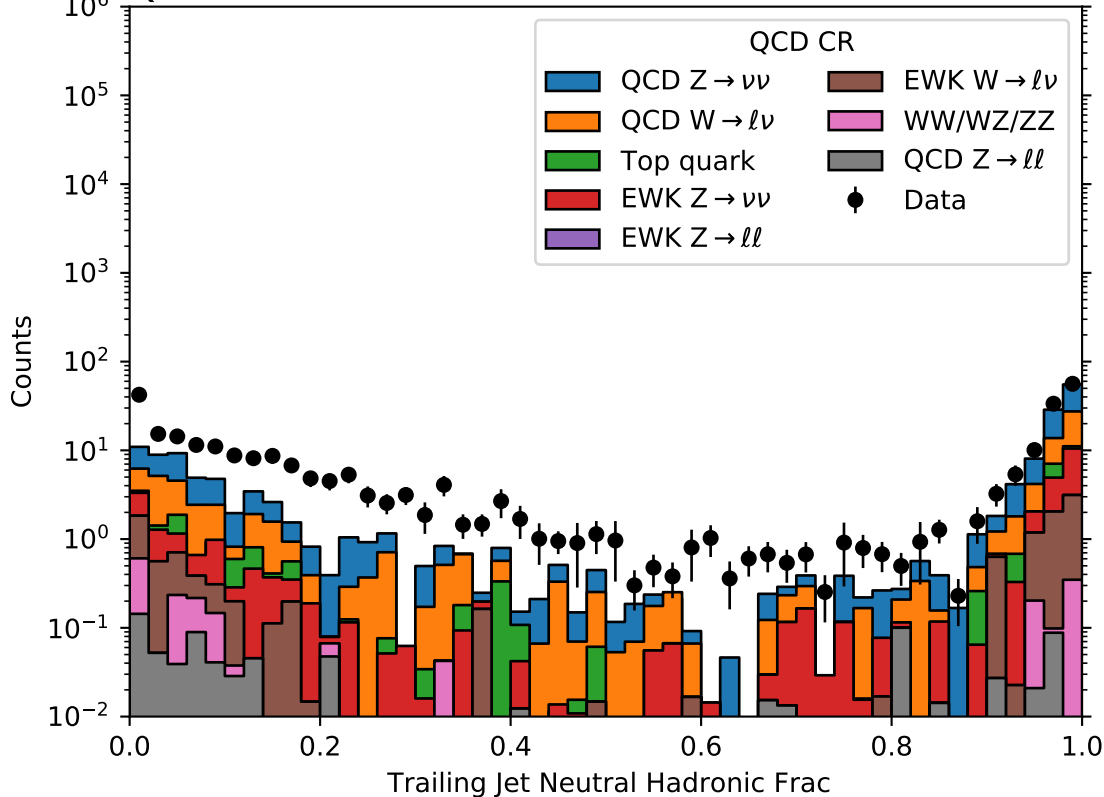 QCD CR
QCD Z → νν
QCD W → ℓν
Top quark
EWK Z → νν
EWK Z → ℓℓ
EWK W → ℓν
WW/WZ/ZZ
QCD Z → ℓℓ
Data
Counts
10⁶
10⁵
10⁴
10³
10²
10¹
10⁰
10⁻¹
10⁻²
0.0 0.2 0.4 0.6 0.8 1.0
Trailing Jet Neutral Hadronic Frac